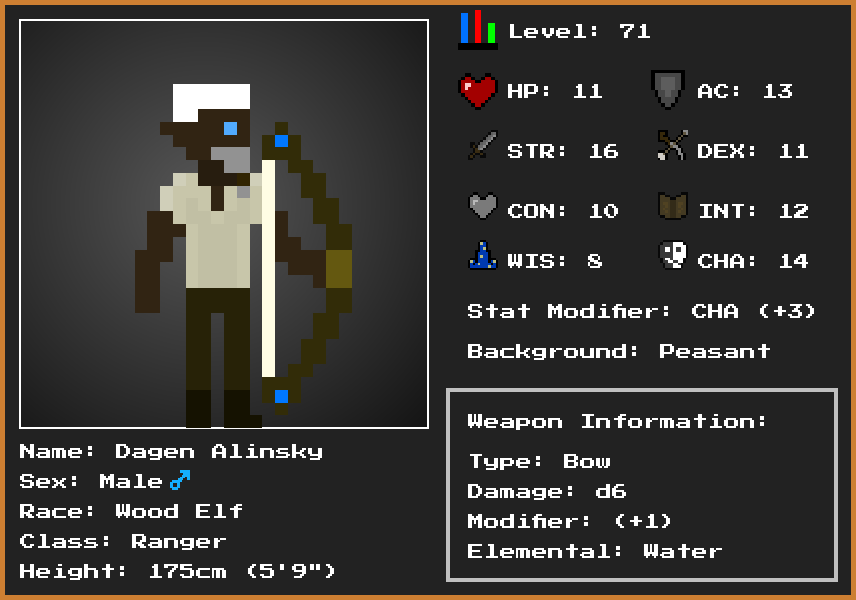 Level: 71
HP: 11 AC: 13
STR: 16 DEX: 11
CON: 10 INT: 12
WIS: 8 CHA: 14
Stat Modifier: CHA (+3)
Background: Peasant
Weapon Information:
Type: Bow
Damage: d6
Modifier: (+1)
Elemental: Water
Name: Dagen Alinsky
Sex: Male♂
Race: Wood Elf
Class: Ranger
Height: 175cm (5'9")